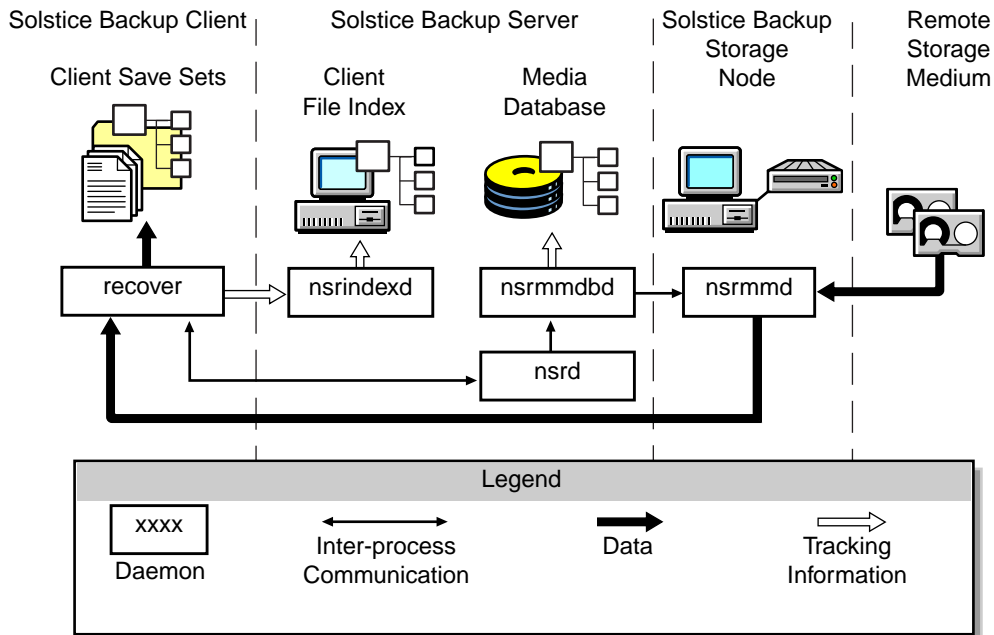 Solstice Backup Client
Solstice Backup Server
Solstice Backup
Storage
Node
Remote
Storage
Medium
Client Save Sets
Client
File Index
Media
Database
recover
nsrindexd
nsrmmdbd
nsrmmd
nsrd
Legend
xxxx
Daemon
Inter-process
Communication
Data
Tracking
Information